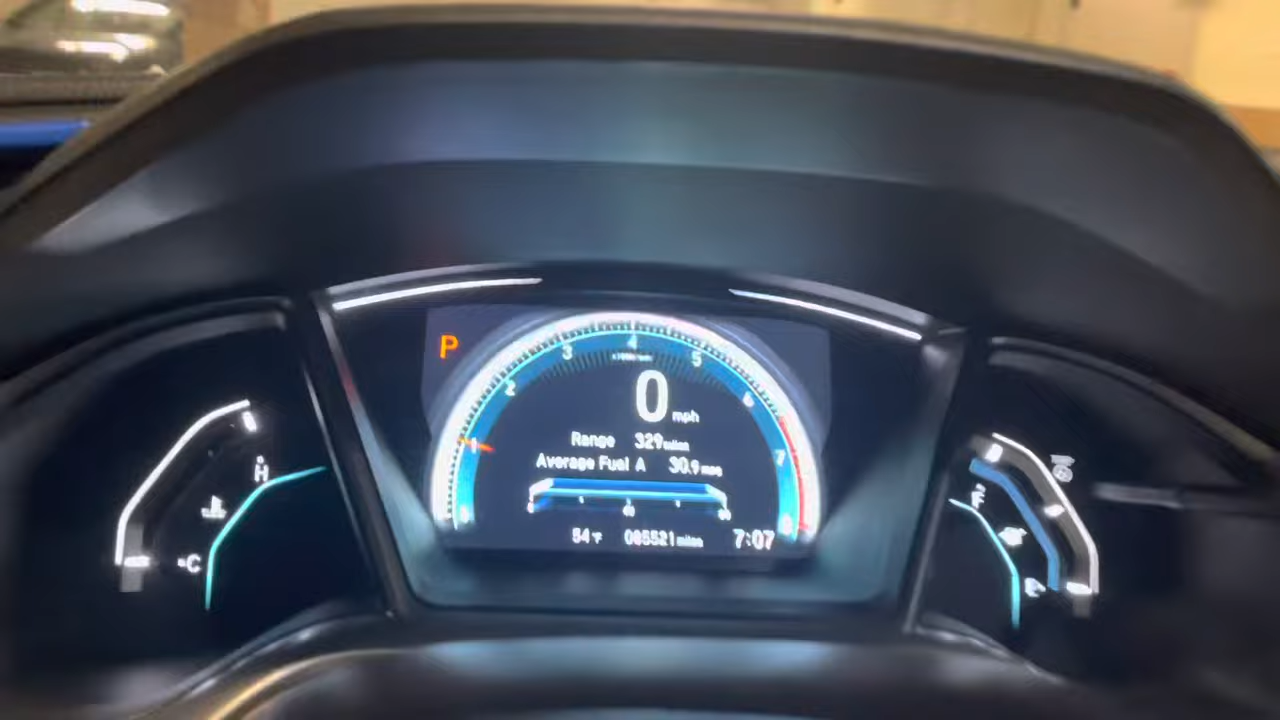 P
1 2 3 4 5 6 7 8
0 mph
Range 329 miles
Average Fuel A 30.9 mpg
54°F 085521 miles 7:07
H
C
F
E